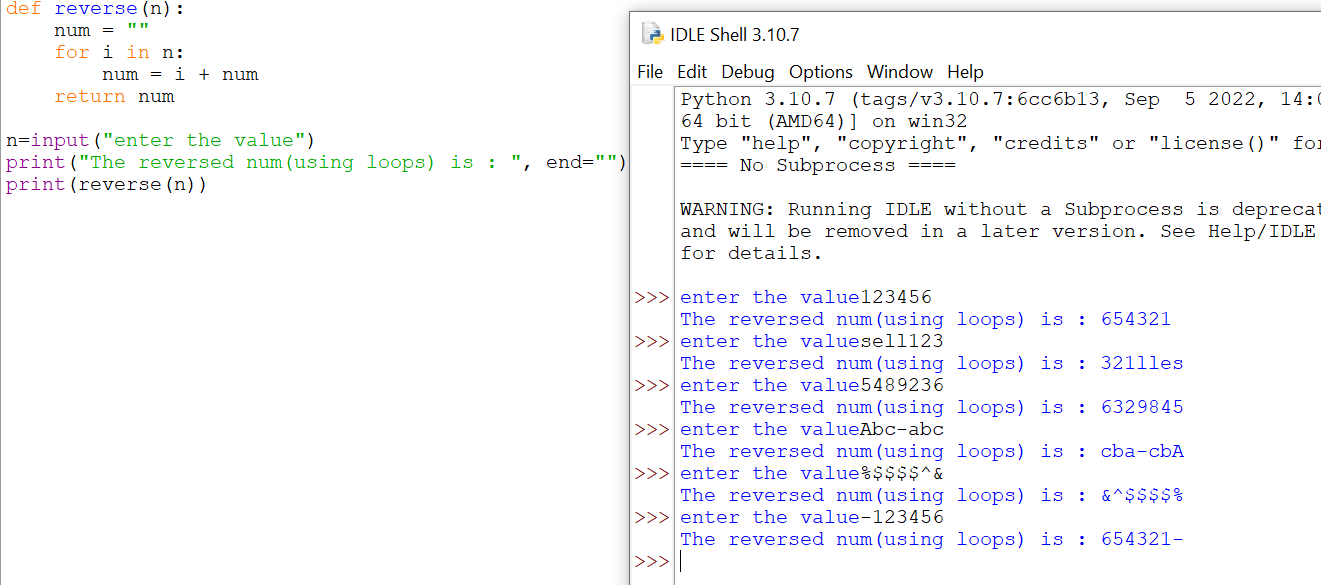 def reverse(n):
    num = ""
    for i in n:
        num = i + num
    return num
n=input("enter the value")
print("The reversed num(using loops) is : ", end="")
print(reverse(n))
IDLE Shell 3.10.7
File Edit Debug Options Window Help
Python 3.10.7 (tags/v3.10.7:6cc6b13, Sep  5 2022, 14:0
64 bit (AMD64)] on win32
Type "help", "copyright", "credits" or "license()" for
==== No Subprocess ====
WARNING: Running IDLE without a Subprocess is deprecat
and will be removed in a later version. See Help/IDLE
for details.
>>> enter the value123456
The reversed num(using loops) is : 654321
>>> enter the valuesell123
The reversed num(using loops) is : 321lles
>>> enter the value5489236
The reversed num(using loops) is : 6329845
>>> enter the valueAbc-abc
The reversed num(using loops) is : cba-cbA
>>> enter the value%$$$$^&
The reversed num(using loops) is : &^$$$$%
>>> enter the value-123456
The reversed num(using loops) is : 654321-
>>>